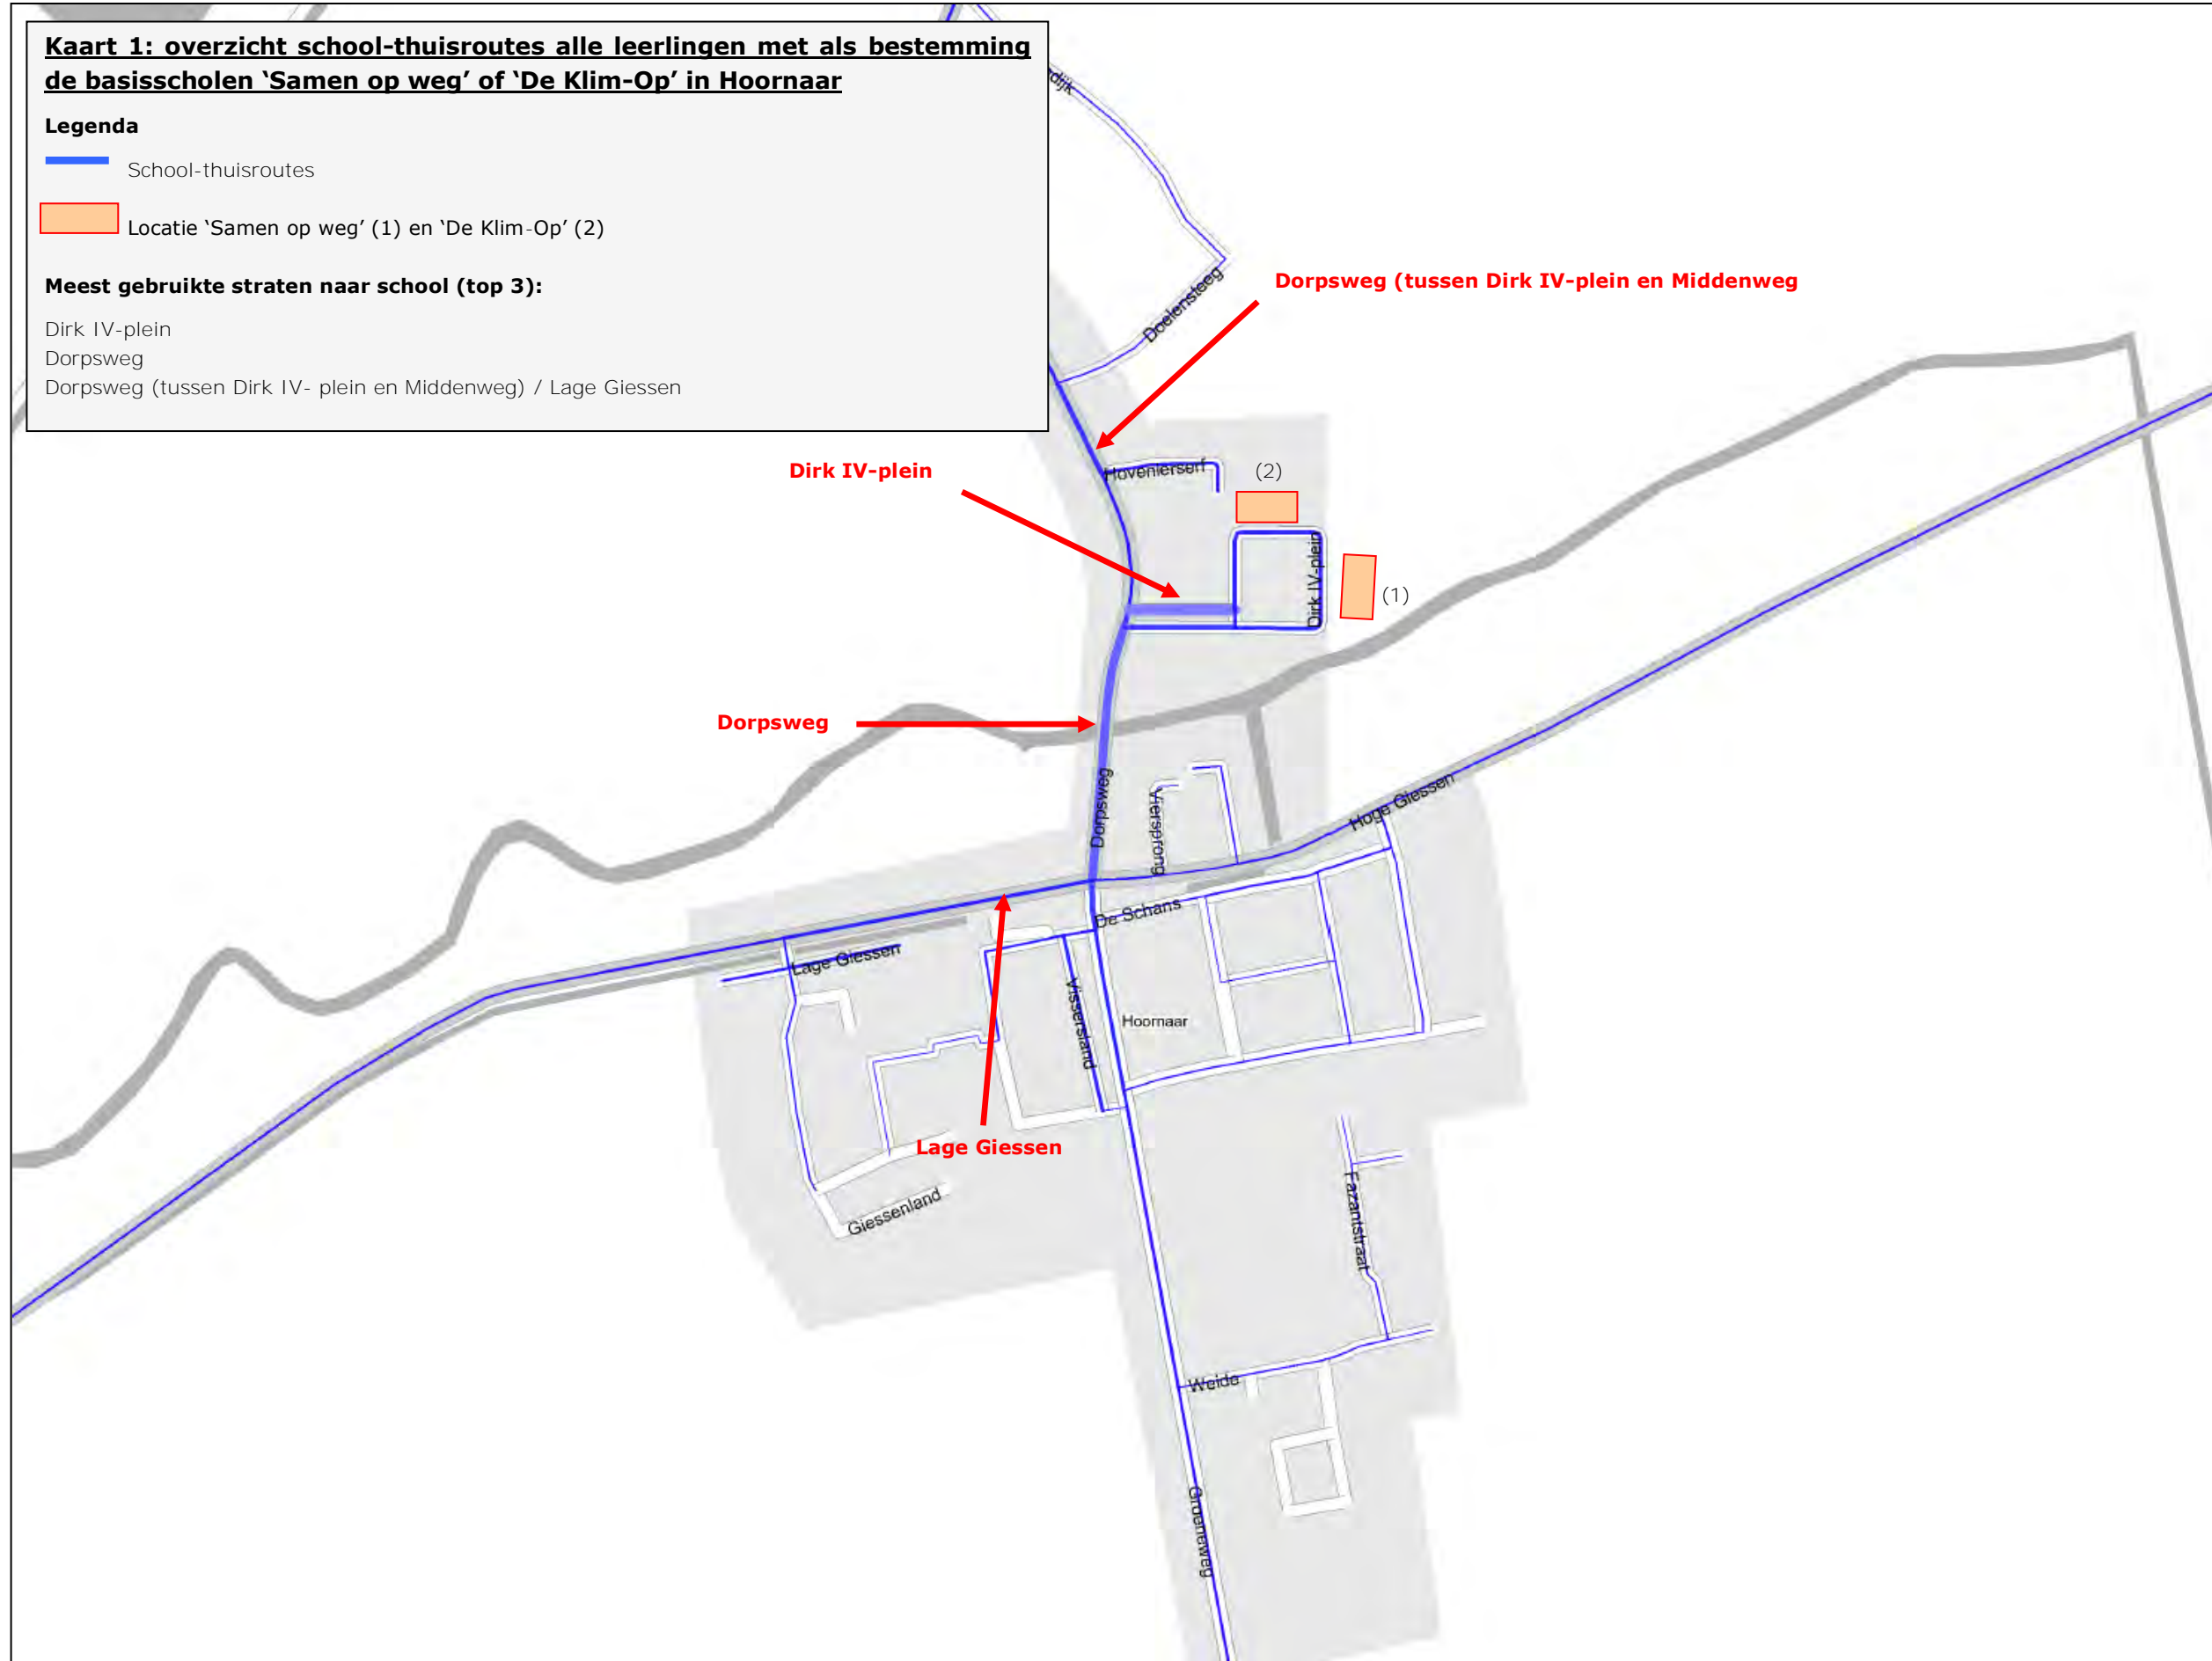 Kaart 1: overzicht school-thuisroutes alle leerlingen met als bestemming
de basisscholen ‘Samen op weg’ of ‘De Klim-Op’ in Hoornaar
Legenda
School-thuisroutes
Locatie ‘Samen op weg’ (1) en ‘De Klim-Op’ (2)
Meest gebruikte straten naar school (top 3):
Dirk IV-plein
Dorpsweg
Dorpsweg (tussen Dirk IV- plein en Middenweg) / Lage Giessen
Doelensteeg
Dorpsweg (tussen Dirk IV-plein en Middenweg
Dirk IV-plein
Hovenierserf
(2)
Dirk IV-plein
(1)
Dorpsweg
Dorpsweg
Viersprong
Hoge Giessen
De Schans
Lage Giessen
Vissersland
Hoornaar
Lage Giessen
Giessenland
Fazantstraat
Weide
Groeneweg